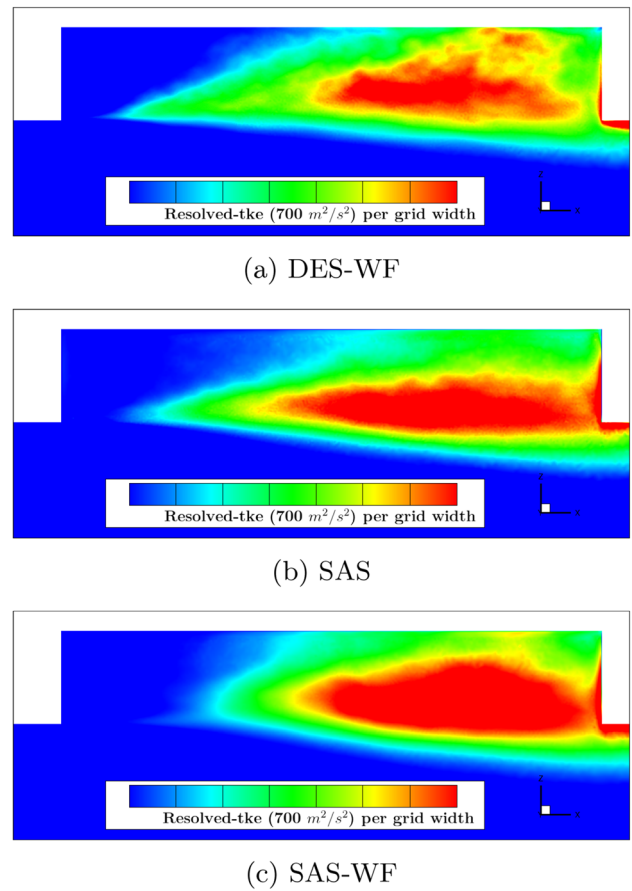 z
Resolved-tke (700 m²/s²) per grid width
x
(a) DES-WF
z
Resolved-tke (700 m²/s²) per grid width
x
(b) SAS
z
Resolved-tke (700 m²/s²) per grid width
x
(c) SAS-WF